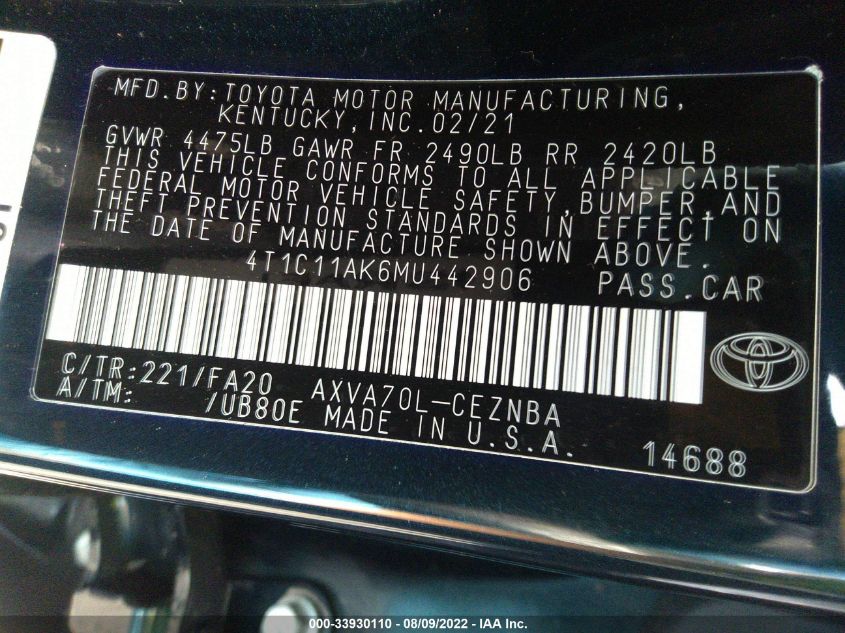 MFD.BY:TOYOTA MOTOR MANUFACTURING,
KENTUCKY,INC.02/21
GVWR 4475LB GAWR FR 2490LB RR 2420LB
THIS VEHICLE CONFORMS TO ALL APPLICABLE
FEDERAL MOTOR VEHICLE SAFETY,BUMPER,AND
THEFT PREVENTION STANDARDS IN EFFECT ON
THE DATE OF MANUFACTURE SHOWN ABOVE.
4T1C11AK6MU442906 PASS.CAR
C/TR:221/FA20 AXVA70L-CEZNBA
A/TM: /UB80E MADE IN U.S.A.
14688
000-33930110 - 08/09/2022 - IAA Inc.